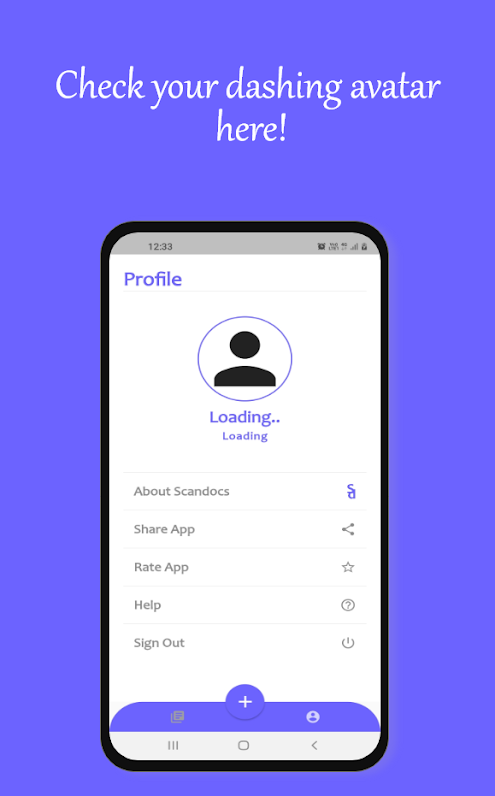 Check your dashing avatar
here!
12:33
Profile
Loading..
Loading
About Scandocs
Share App
Rate App
Help
Sign Out